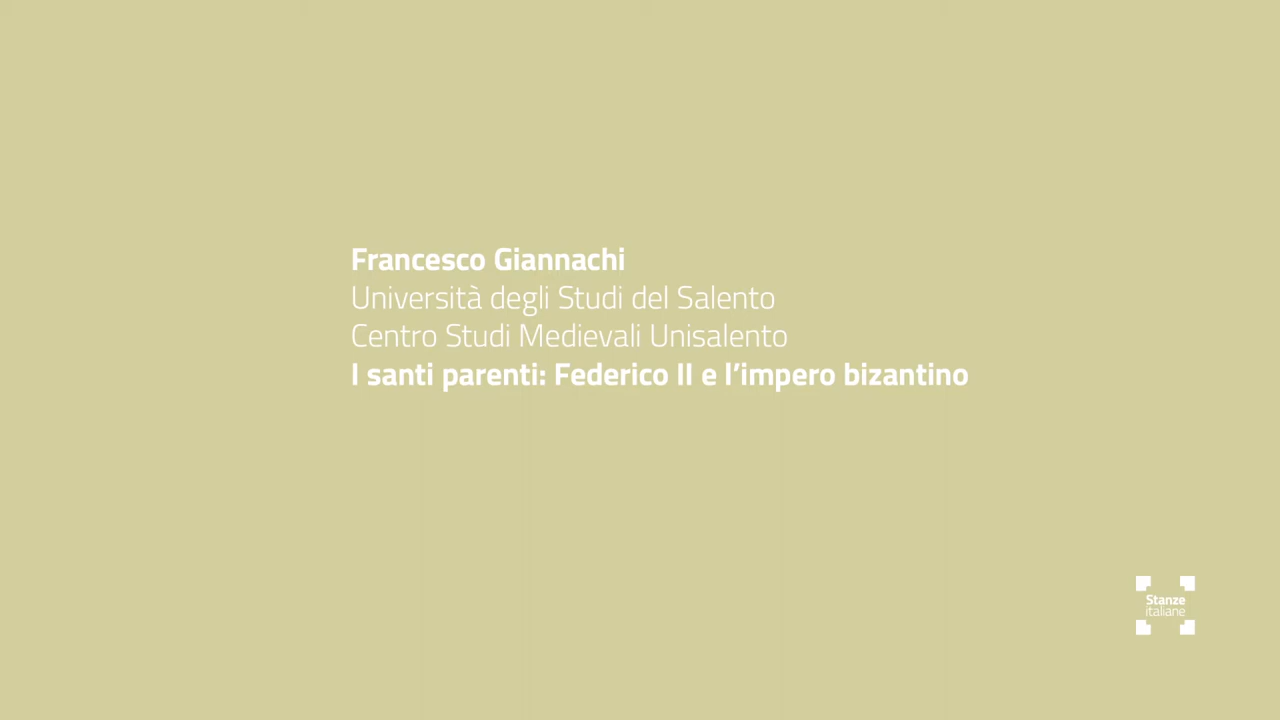 Francesco Giannachi
Università degli Studi del Salento
Centro Studi Medievali Unisalento
I santi parenti: Federico II e l’impero bizantino
Stanze
italiane